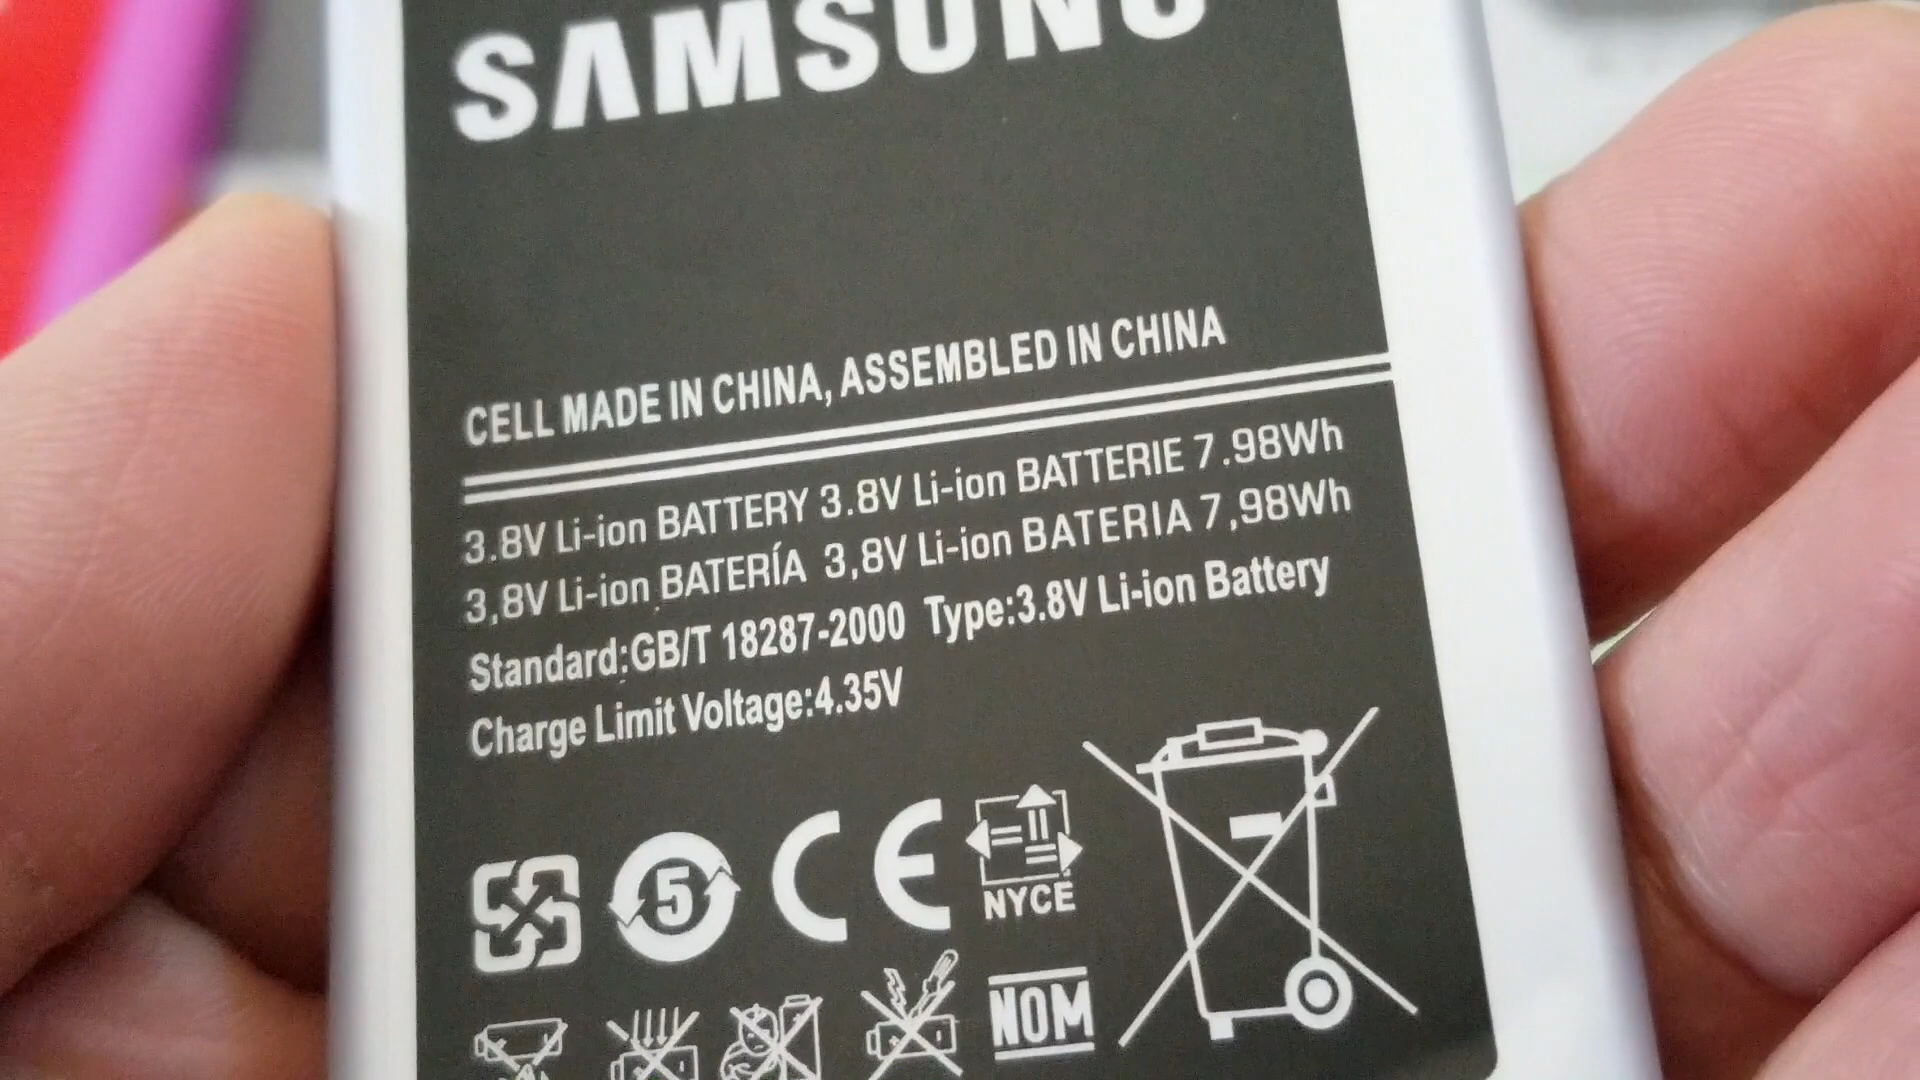 SAMSUNG
CELL MADE IN CHINA, ASSEMBLED IN CHINA
3.8V Li-ion BATTERY 3.8V Li-ion BATTERIE 7.98Wh
3,8V Li-ion BATERÍA 3,8V Li-ion BATERIA 7,98Wh
Standard:GB/T 18287-2000 Type:3.8V Li-ion Battery
Charge Limit Voltage:4.35V
5 CE NYCE
NOM